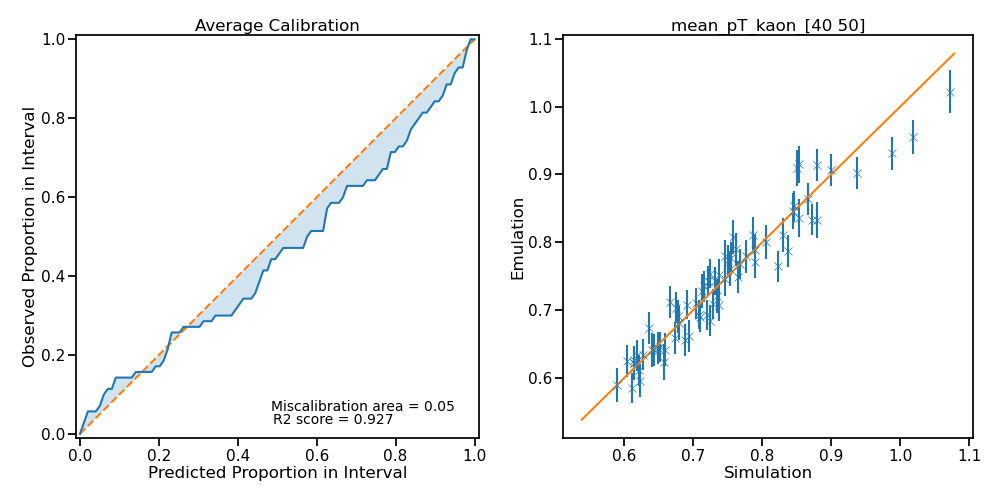 Average Calibration
1.0
0.8
0.6
0.4
0.2
0.0
Observed Proportion in Interval
Miscalibration area = 0.05
R2 score = 0.927
0.0 0.2 0.4 0.6 0.8 1.0
Predicted Proportion in Interval
mean pT kaon [40 50]
1.1
1.0
0.9
0.8
0.7
0.6
Emulation
0.6 0.7 0.8 0.9 1.0 1.1
Simulation